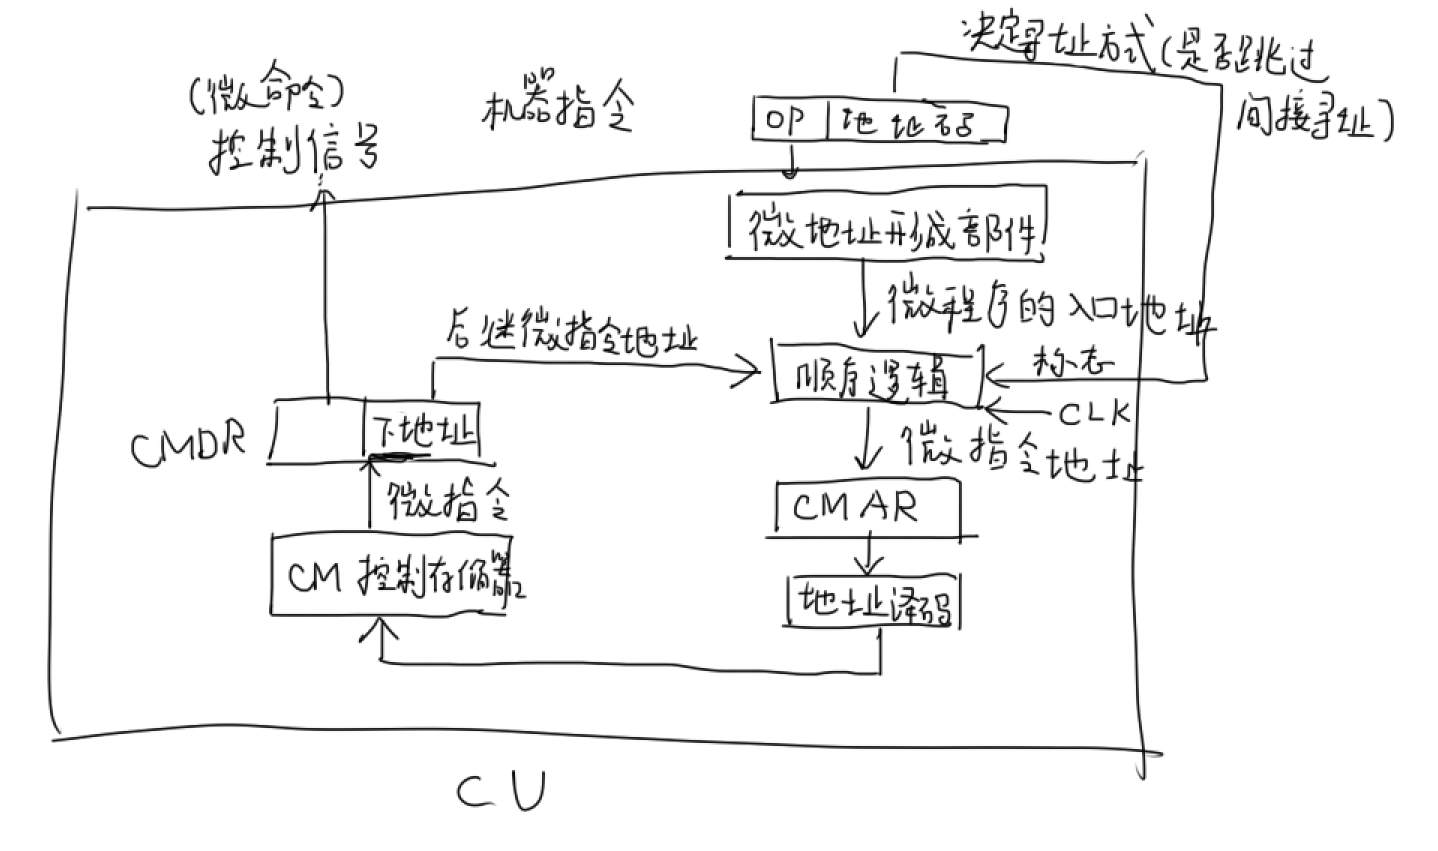 决定寻址方式(是否跳过
间接寻址)
(微命令)
控制信号
机器指令
OP 地址码
微地址形成部件
微程序的入口地址
后继微指令地址
顺序逻辑
标志
CLK
CMDR
下地址
微指令地址
微指令
CMAR
CM 控制存储器
地址译码
CU